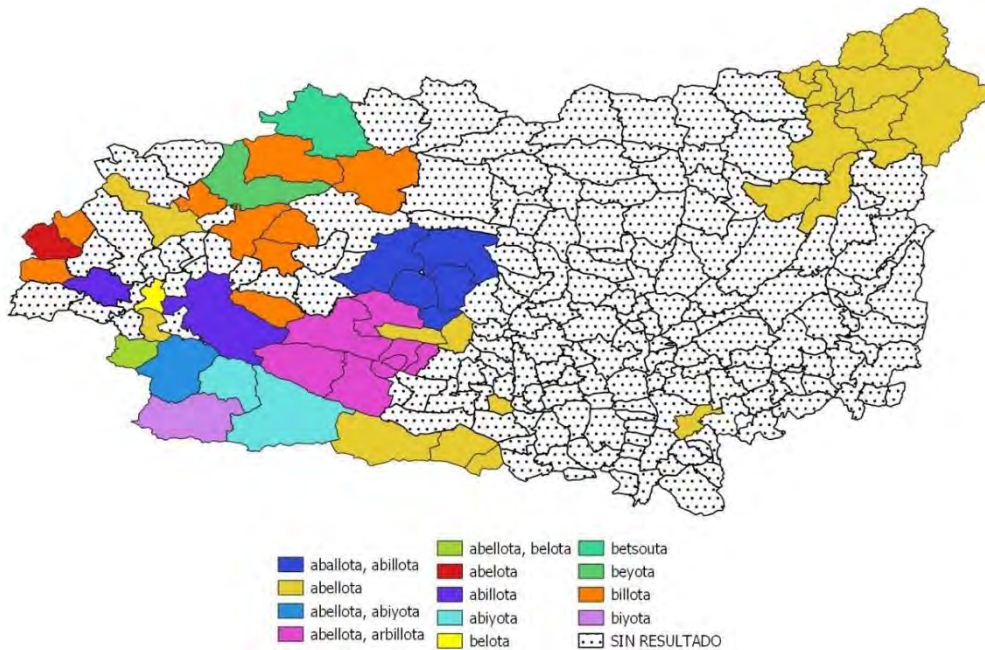 aballota, abillota
abellota
abellota, abiyota
abellota, arbillota
abellota, belota
abelota
abillota
abiyota
belota
betsouta
beyota
billota
biyota
SIN RESULTADO